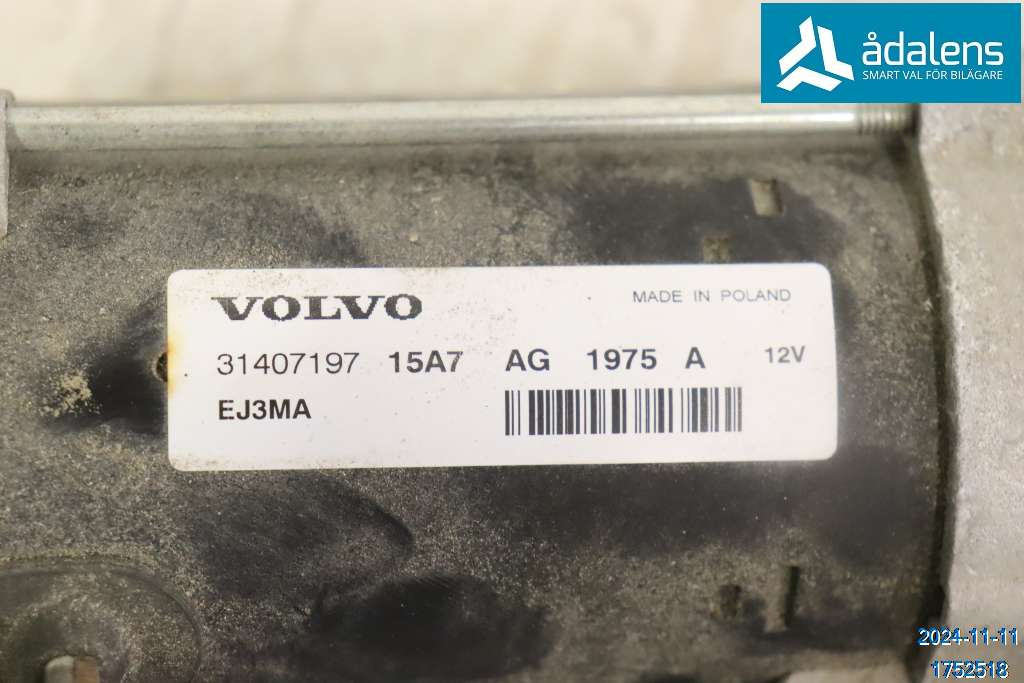 ådalens
SMART VAL FÖR BILÄGARE
VOLVO
MADE IN POLAND
31407197 15A7 AG 1975 A 12V
EJ3MA
2024-11-11
1752518